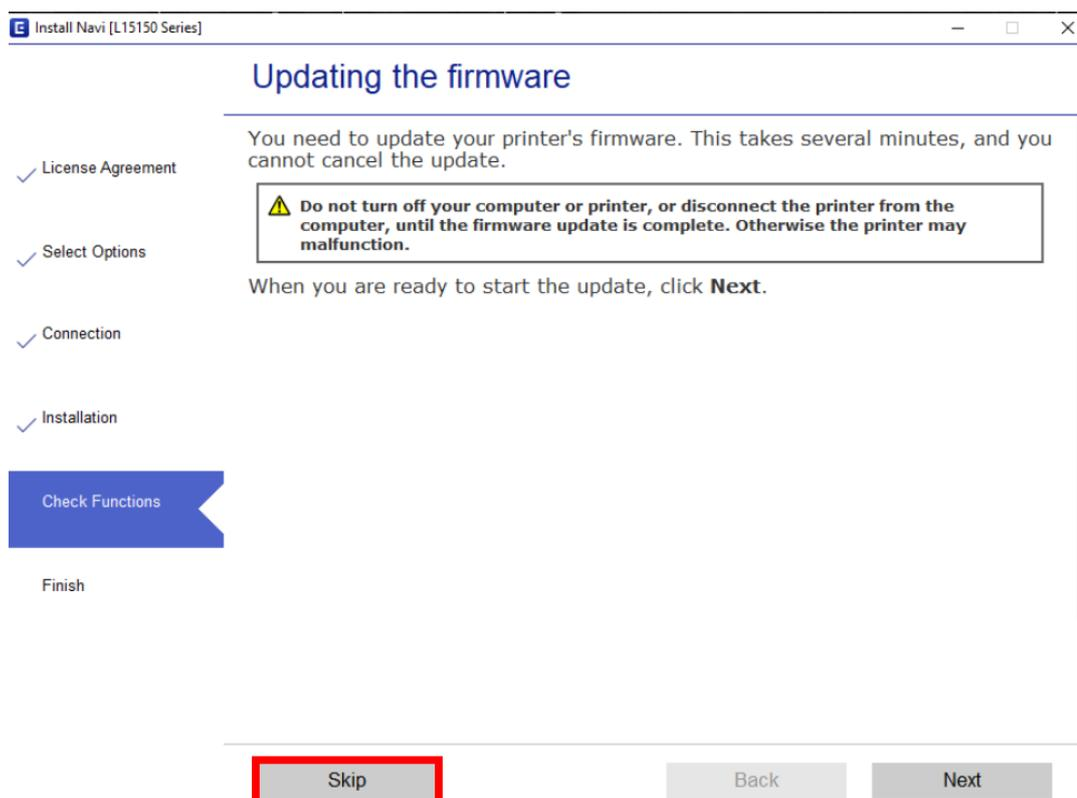 Install Navi [L15150 Series]
Updating the firmware
You need to update your printer's firmware. This takes several minutes, and you
cannot cancel the update.
Do not turn off your computer or printer, or disconnect the printer from the
computer, until the firmware update is complete. Otherwise the printer may
malfunction.
When you are ready to start the update, click Next.
License Agreement
Select Options
Connection
Installation
Check Functions
Finish
Skip
Back
Next